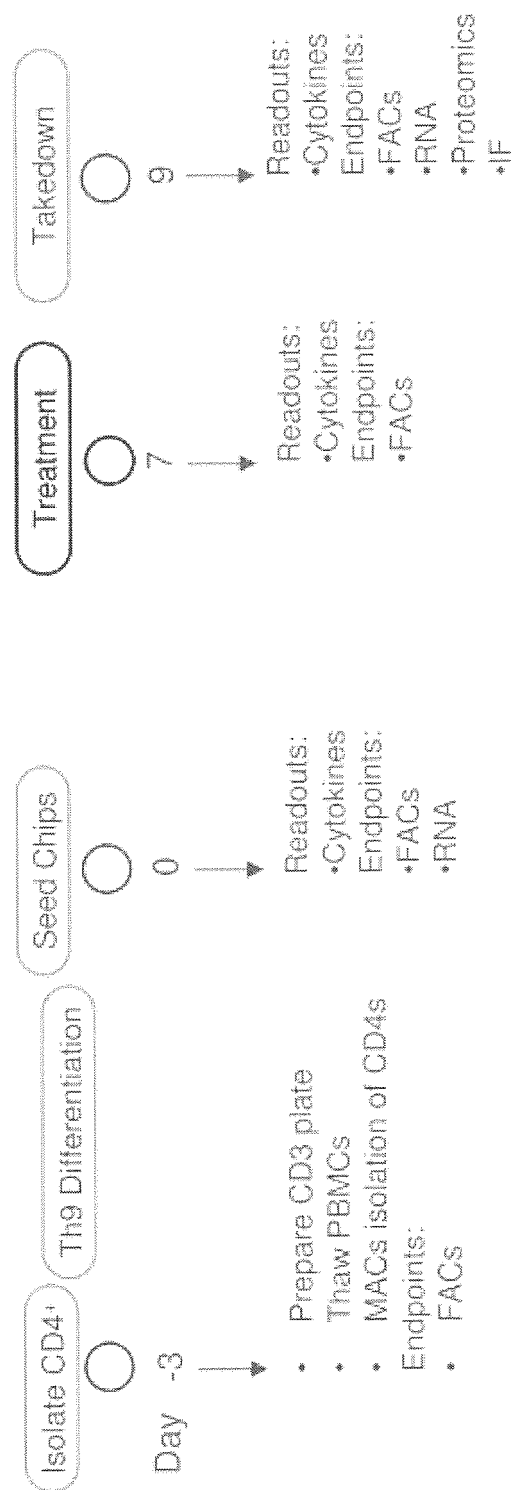 Isolate CD4+
Th9 Differentiation
Seed Chips
Treatment
Takedown
Day -3
0
7
9
• Prepare CD3 plate
• Thaw PBMCs
• MACs isolation of CD4s
Endpoints:
• FACs
Readouts:
•Cytokines
Endpoints:
•FACs
•RNA
Readouts:
•Cytokines
Endpoints:
•FACs
Readouts:
•Cytokines
Endpoints:
•FACs
•RNA
•Proteomics
•IF